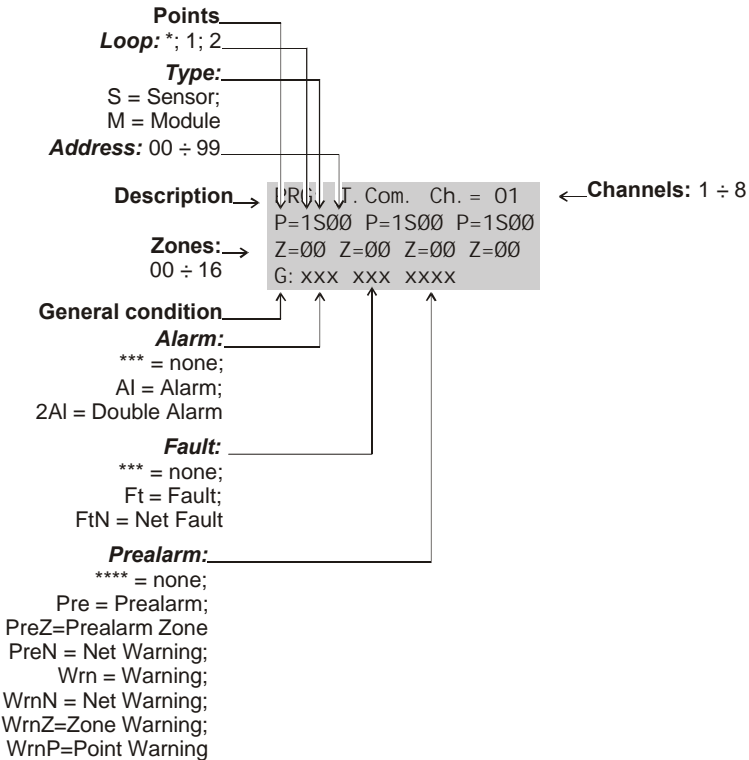 Points
Loop: *; 1; 2
Type:
S = Sensor;
M = Module
Address: 00 ÷ 99
Description
PRG. T. Com. Ch. = 01
P=1SØØ P=1SØØ P=1SØØ
Z=ØØ Z=ØØ Z=ØØ Z=ØØ
G: xxx xxx xxxx
Channels: 1 ÷ 8
Zones:
00 ÷ 16
General condition
Alarm:
*** = none;
Al = Alarm;
2Al = Double Alarm
Fault:
*** = none;
Ft = Fault;
FtN = Net Fault
Prealarm:
**** = none;
Pre = Prealarm;
PreZ=Prealarm Zone
PreN = Net Warning;
Wrn = Warning;
WrnN = Net Warning;
WrnZ=Zone Warning;
WrnP=Point Warning